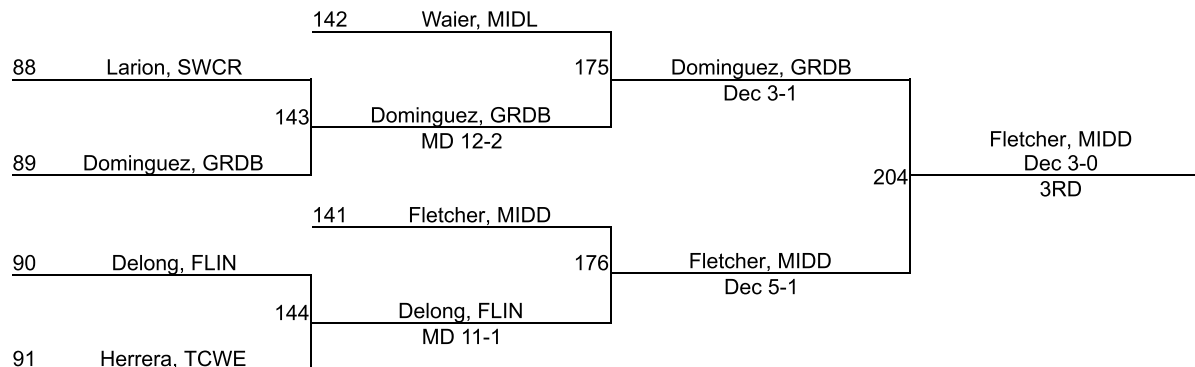 142 Waier, MIDL
88 Larion, SWCR
175 Dominguez, GRDB
Dec 3-1
143 Dominguez, GRDB
MD 12-2
89 Dominguez, GRDB
Fletcher, MIDD
Dec 3-0
204 3RD
141 Fletcher, MIDD
90 Delong, FLIN
176 Fletcher, MIDD
Dec 5-1
144 Delong, FLIN
MD 11-1
91 Herrera, TCWE